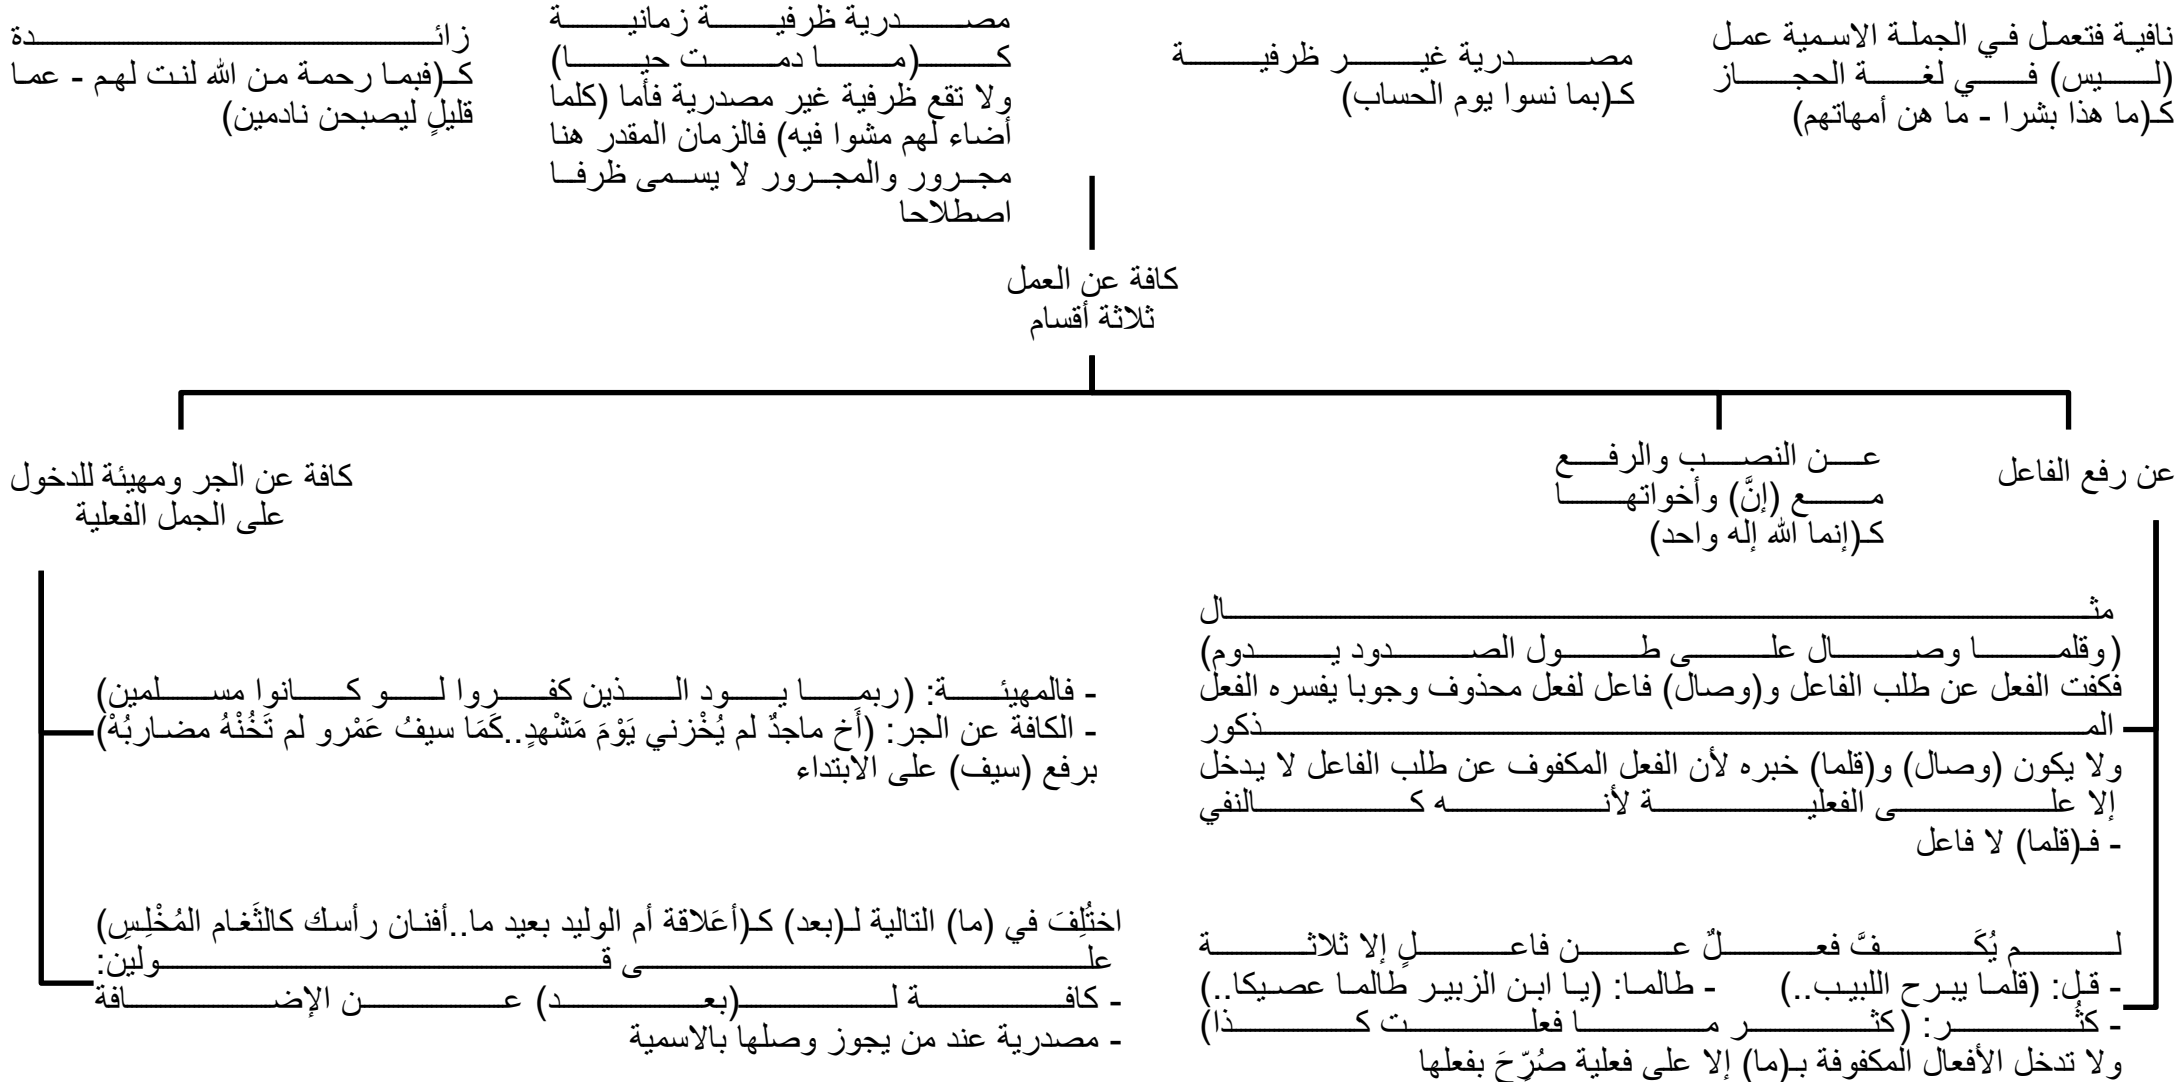 نافية فتعمل في الجملة الاسمية عمل
(ليس) في لغة الحجاز
كـ(ما هذا بشرا - ما هن أمهاتهم)
مصدرية غير ظرفية
كـ(بما نسوا يوم الحساب)
مصدرية ظرفية زمانية
كـ(ما دمت حيا)
ولا تقع ظرفية غير مصدرية فأما (كلما
أضاء لهم مشوا فيه) فالزمان المقدر هنا
مجرور والمجرور لا يسمى ظرفا
اصطلاحا
زائدة
كـ(فبما رحمة من الله لنت لهم - عما
قليلٍ ليصبحن نادمين)
كافة عن العمل
ثلاثة أقسام
عن رفع الفاعل
عن النصب والرفع
مع (إنَّ) وأخواتها
كـ(إنما الله إله واحد)
كافة عن الجر ومهيئة للدخول
على الجمل الفعلية
مثال
(وقلما وصال على طول الصدود يدوم)
فكفت الفعل عن طلب الفاعل و(وصال) فاعل لفعل محذوف وجوبا يفسره الفعل
المذكور
ولا يكون (وصال) و(قلما) خبره لأن الفعل المكفوف عن طلب الفاعل لا يدخل
إلا على الفعلية لأنه كالنفي
- فـ(قلما) لا فاعل
لم يُكَفَّ فعلٌ عن فاعلٍ إلا ثلاثة
- قل: (قلما يبرح اللبيب..) - طالما: (يا ابن الزبير طالما عصيكا..)
- كثُر: (كثر ما فعلت كذا)
ولا تدخل الأفعال المكفوفة بـ(ما) إلا على فعلية صُرِّحَ بفعلها
- فالمهيئة: (ربما يود الذين كفروا لو كانوا مسلمين)
- الكافة عن الجر: (أَخ ماجدٌ لم يُخْزني يَوْمَ مَشْهدٍ..كَمَا سيفُ عَمْرو لم تَخُنْهُ مضاربُهْ)
برفع (سيف) على الابتداء
اختُلِفَ في (ما) التالية لـ(بعد) كـ(أعَلاقة أم الوليد بعيد ما..أفنان رأسك كالثَغام المُخْلِسِ)
على قولين:
- كافة لـ(بعد) عن الإضافة
- مصدرية عند من يجوز وصلها بالاسمية